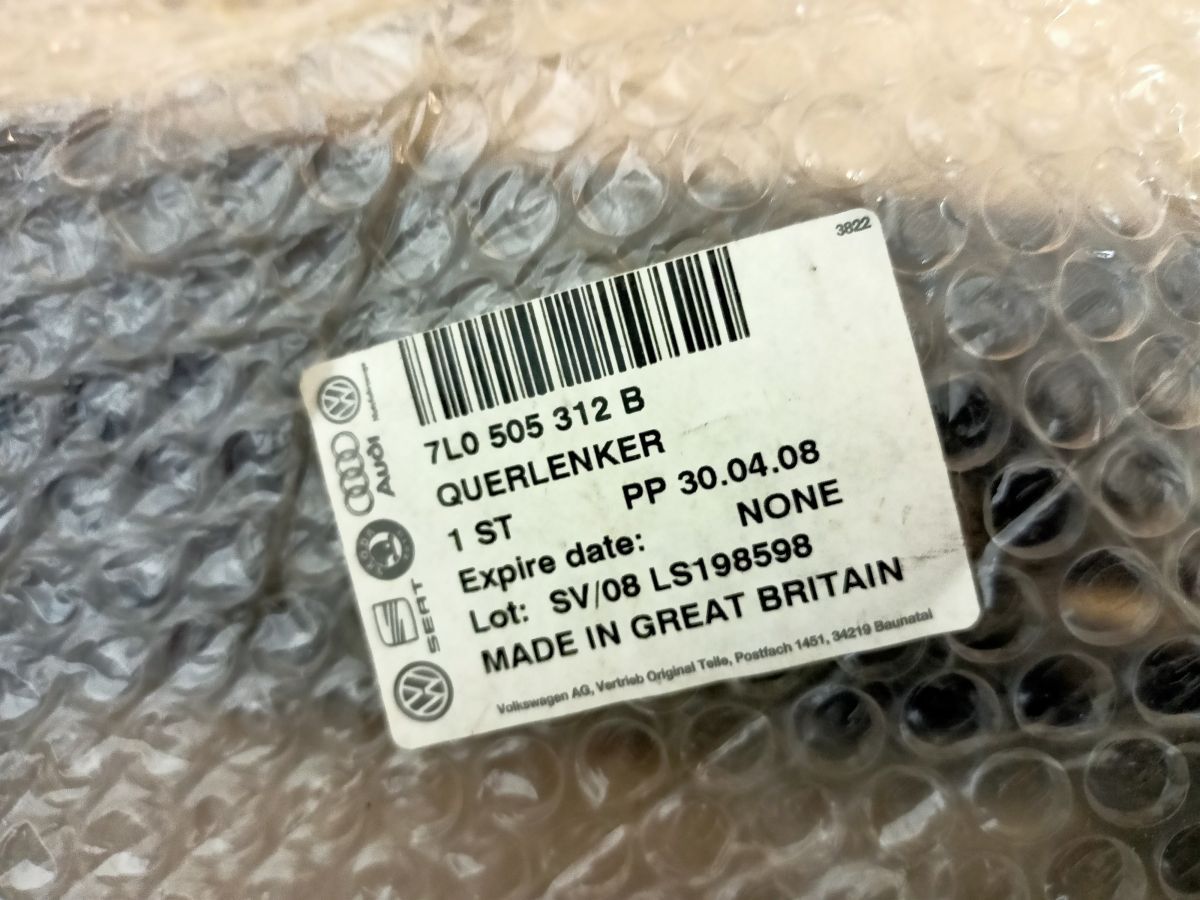 3822
7L0 505 312 B
QUERLENKER
1 ST PP 30.04.08
Expire date: NONE
Lot: SV/08 LS198598
MADE IN GREAT BRITAIN
Volkswagen AG, Vertrieb Original Teile, Postfach 1451, 34219 Baunatal
AUDI
SEAT